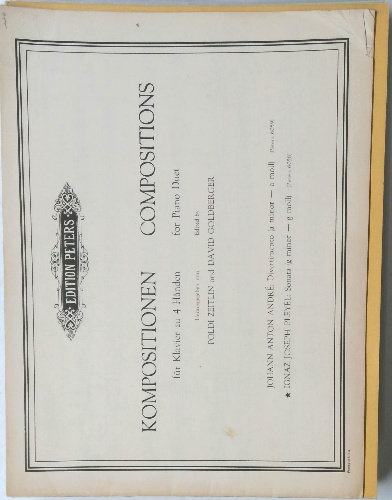 EDITION PETERS
KOMPOSITIONEN COMPOSITIONS
für Klavier zu 4 Händen for Piano Duet
Herausgegeben von Edited by
POLDI ZEITLIN und DAVID GOLDBERGER
JOHANN ANTON ANDRÉ: Divertimento (a minor — a moll)
★ IGNAZ JOSEPH PLEYEL: Sonata (g minor — g moll)